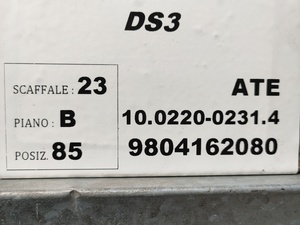 DS3
SCAFFALE : 23
ATE
PIANO : B
10.0220-0231.4
POSIZ. 85
9804162080